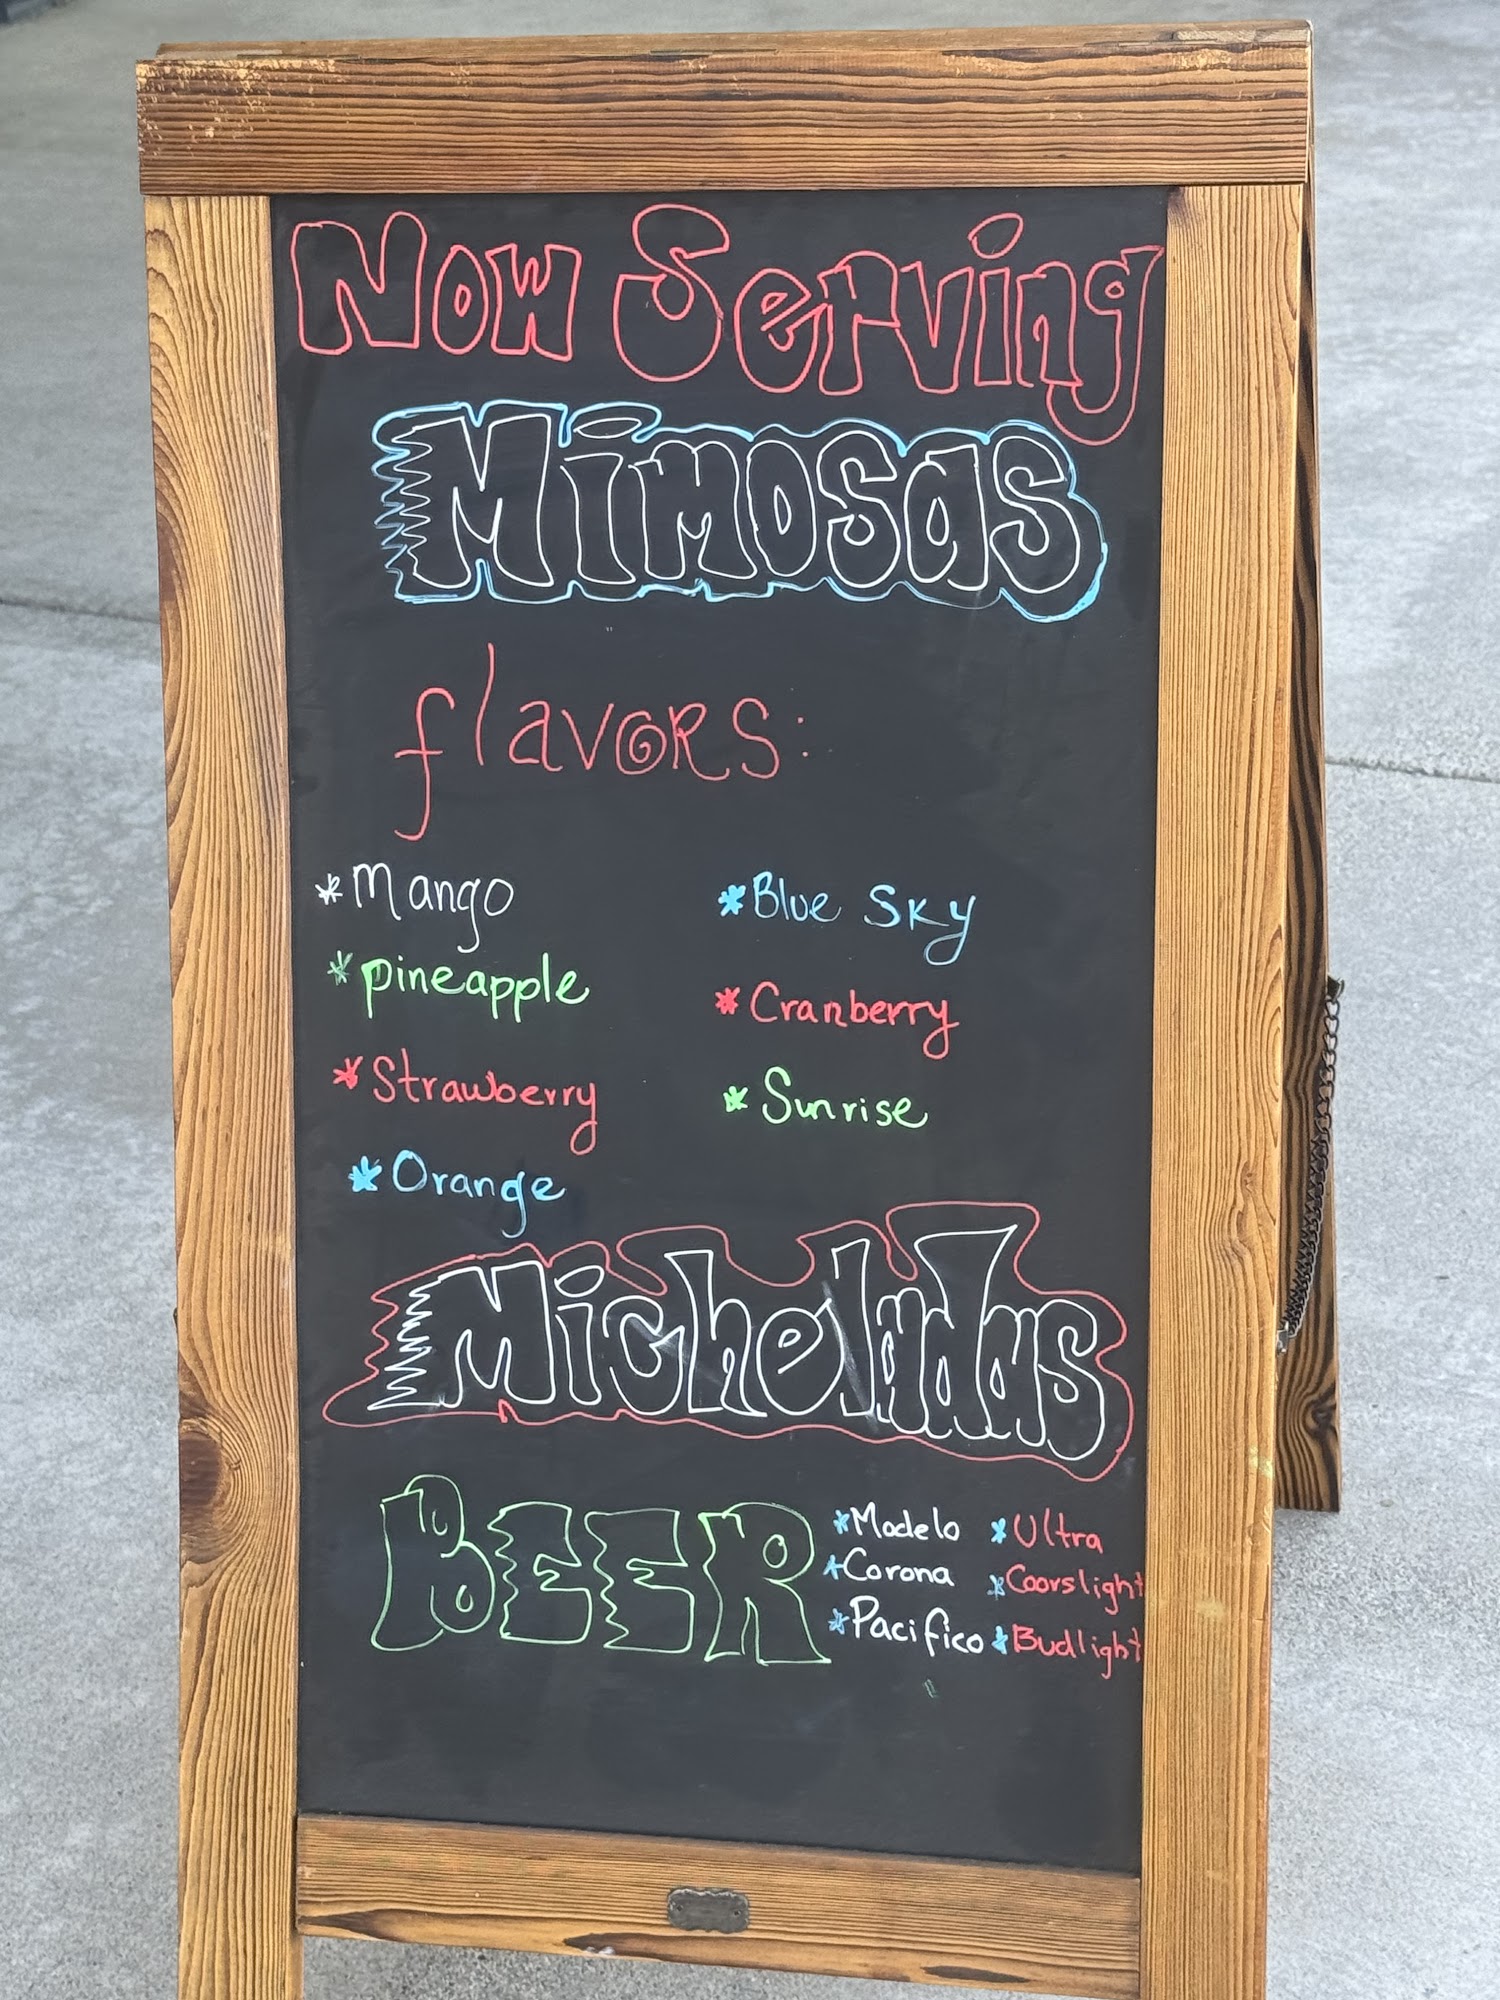 Now Serving
Mimosas
flavors:
*Mango
*pineapple
*Strawberry
*Orange
*Blue Sky
*Cranberry
*Sunrise
Micheladas
BEER
*Modelo
*Corona
*Pacifico
*Ultra
*Coorslight
*Budlight